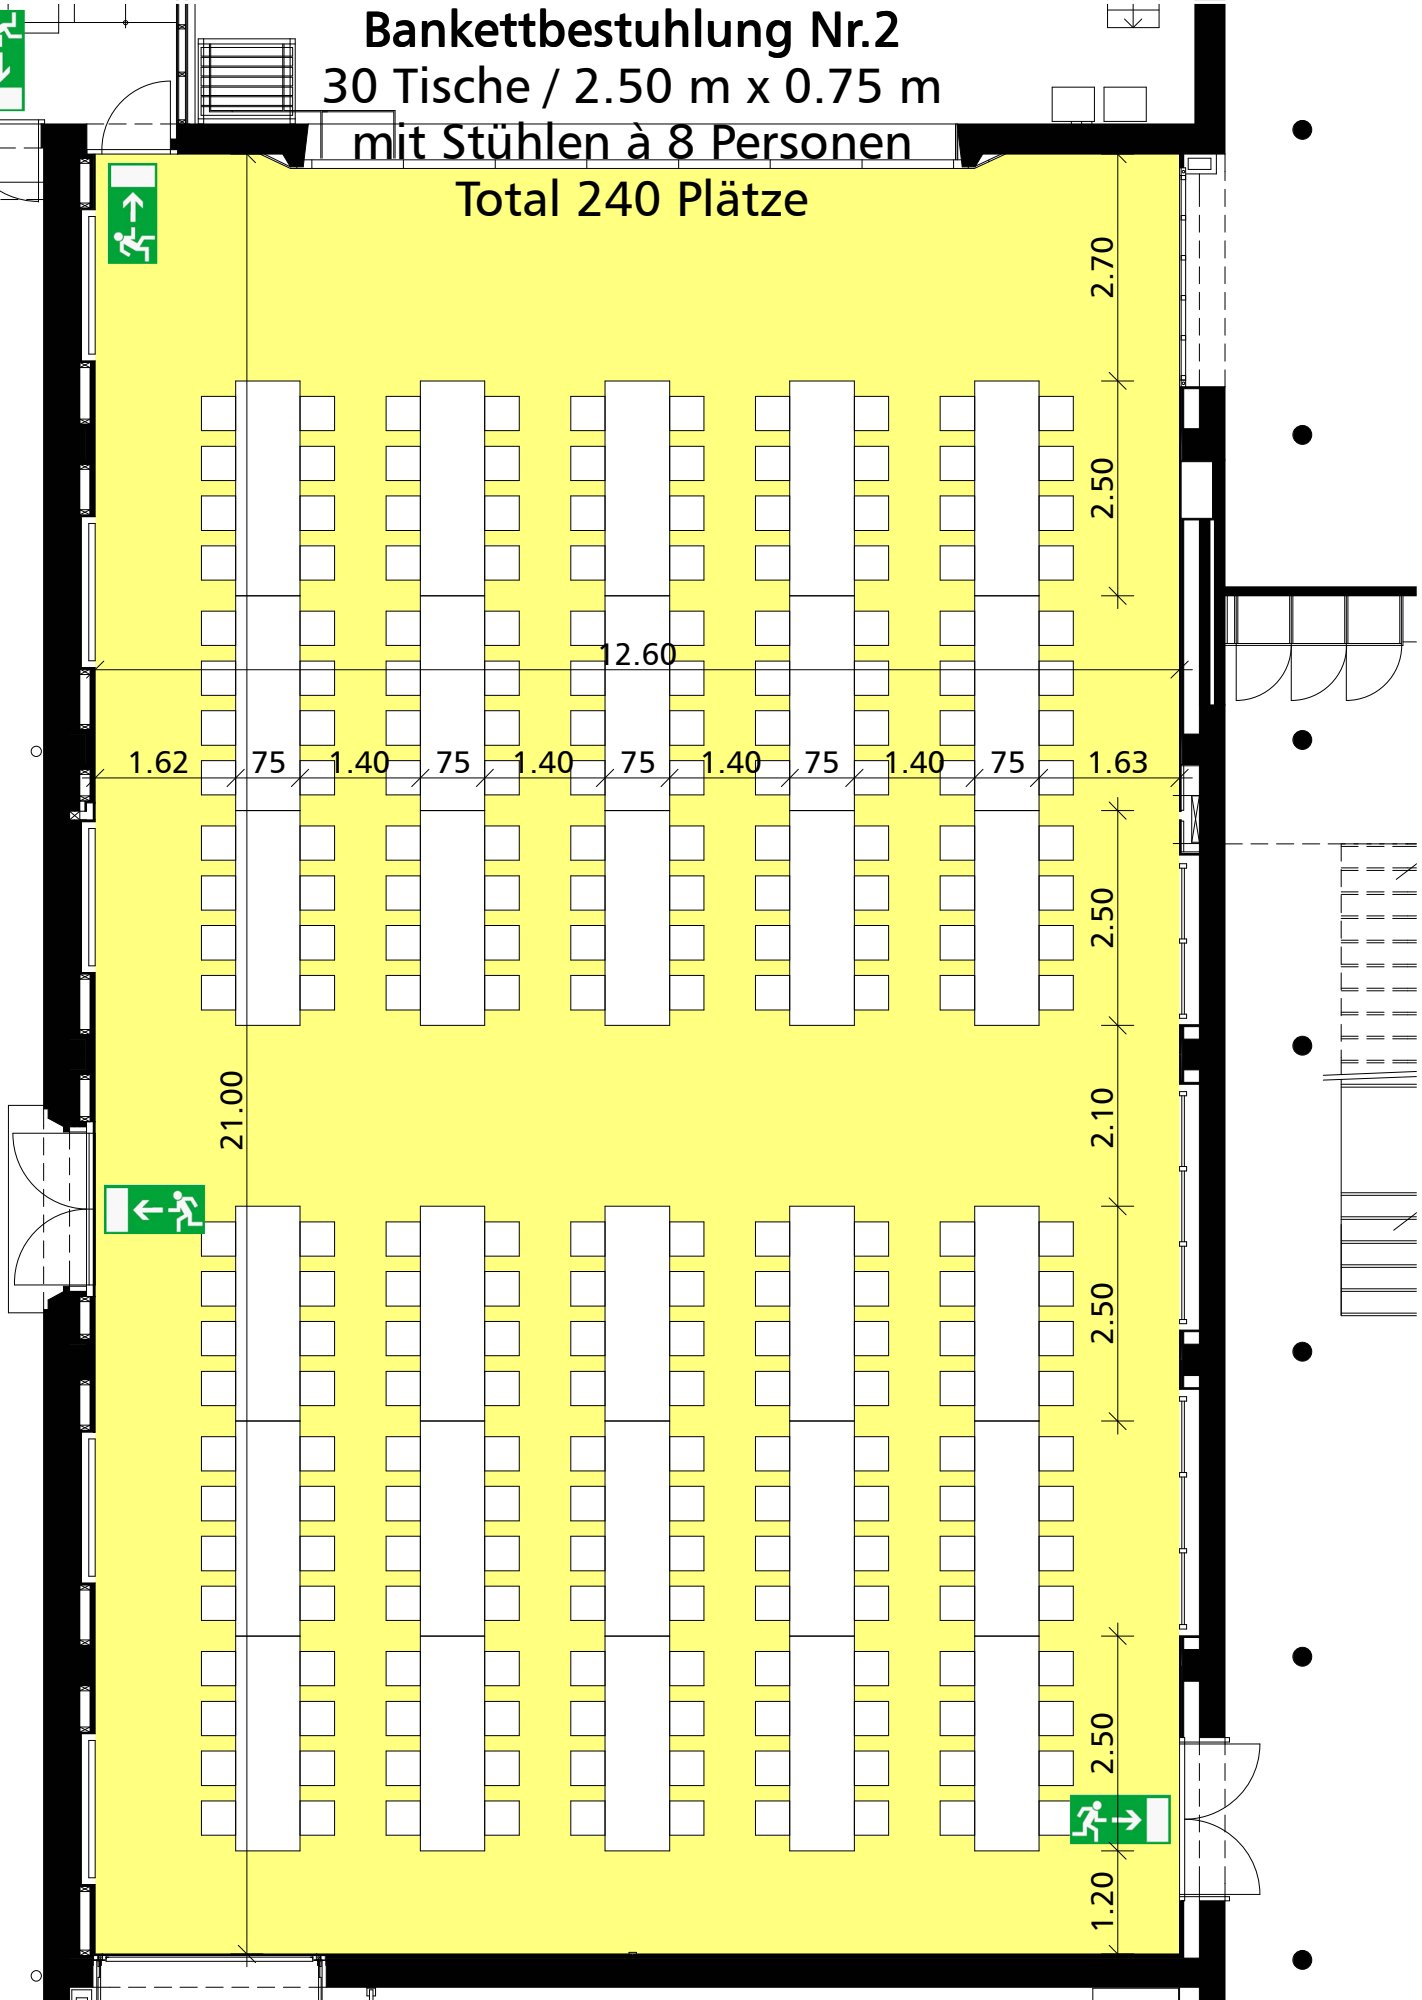 Bankettbestuhlung Nr.2
30 Tische / 2.50 m x 0.75 m
mit Stühlen à 8 Personen
Total 240 Plätze
2.70
2.50
12.60
1.62 75 1.40 75 1.40 75 1.40 75 1.40 75 1.63
2.50
21.00
2.10
2.50
2.50
1.20